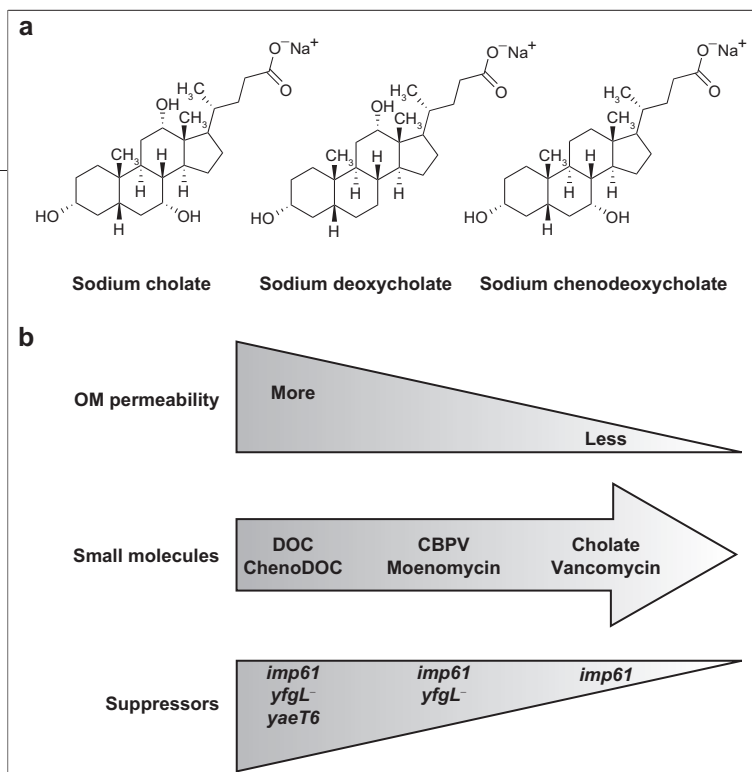 a
O⁻Na⁺
O
H₃C
OH
CH₃
CH₃
H
H
H
HO
OH
H
O⁻Na⁺
O
H₃C
OH
CH₃
CH₃
H
H
H
HO
H
O⁻Na⁺
O
H₃C
CH₃
CH₃
H
H
H
HO
OH
H
Sodium cholate
Sodium deoxycholate
Sodium chenodeoxycholate
b
OM permeability
More
Less
Small molecules
DOC
ChenoDOC
CBPV
Moenomycin
Cholate
Vancomycin
Suppressors
imp61
yfgL⁻
yaeT6
imp61
yfgL⁻
imp61